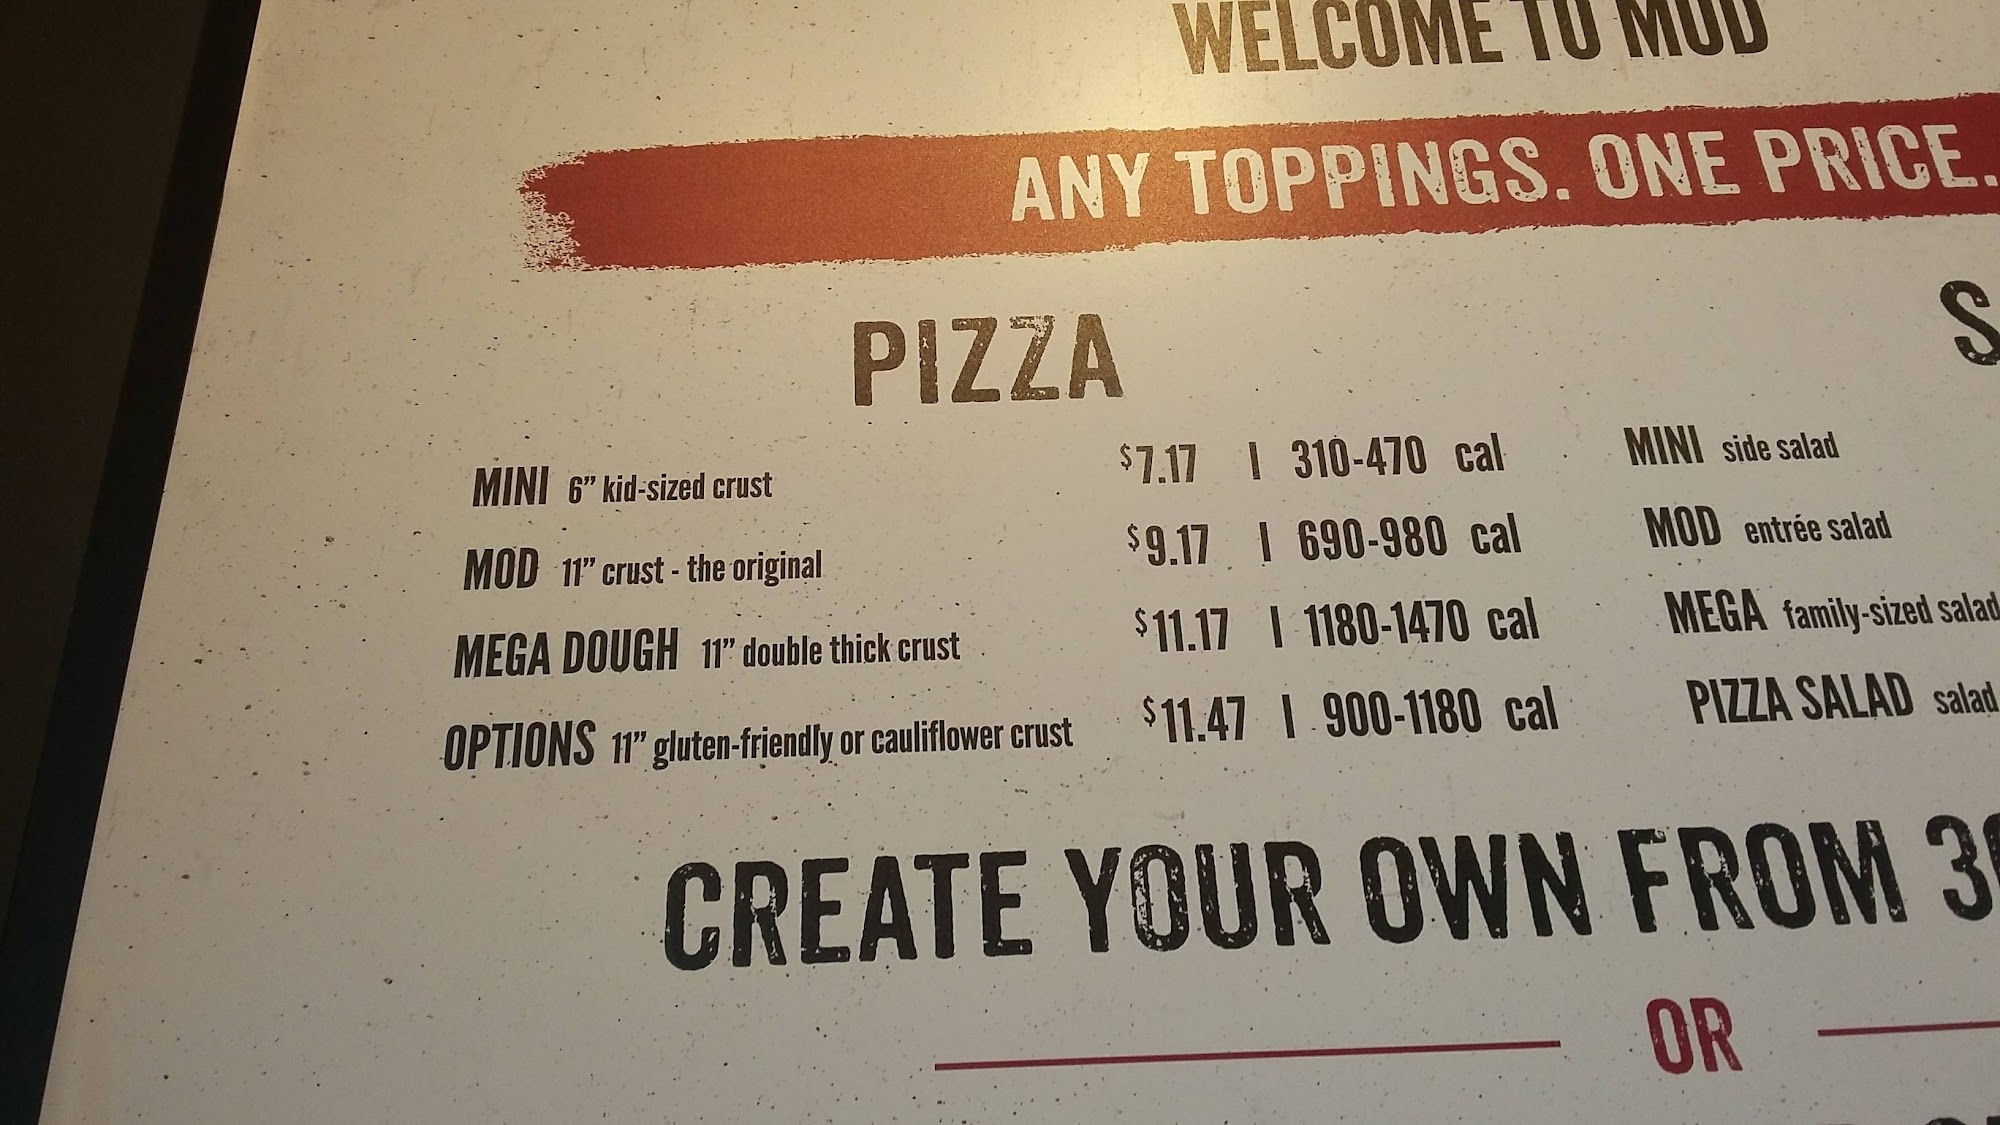 WELCOME TO MOD
ANY TOPPINGS. ONE PRICE.
PIZZA
MINI 6” kid-sized crust $7.17 | 310-470 cal
MOD 11” crust - the original $9.17 | 690-980 cal
MEGA DOUGH 11” double thick crust $11.17 | 1180-1470 cal
OPTIONS 11” gluten-friendly or cauliflower crust $11.47 | 900-1180 cal
MINI side salad
MOD entrée salad
MEGA family-sized salad
PIZZA SALAD salad
CREATE YOUR OWN FROM
OR